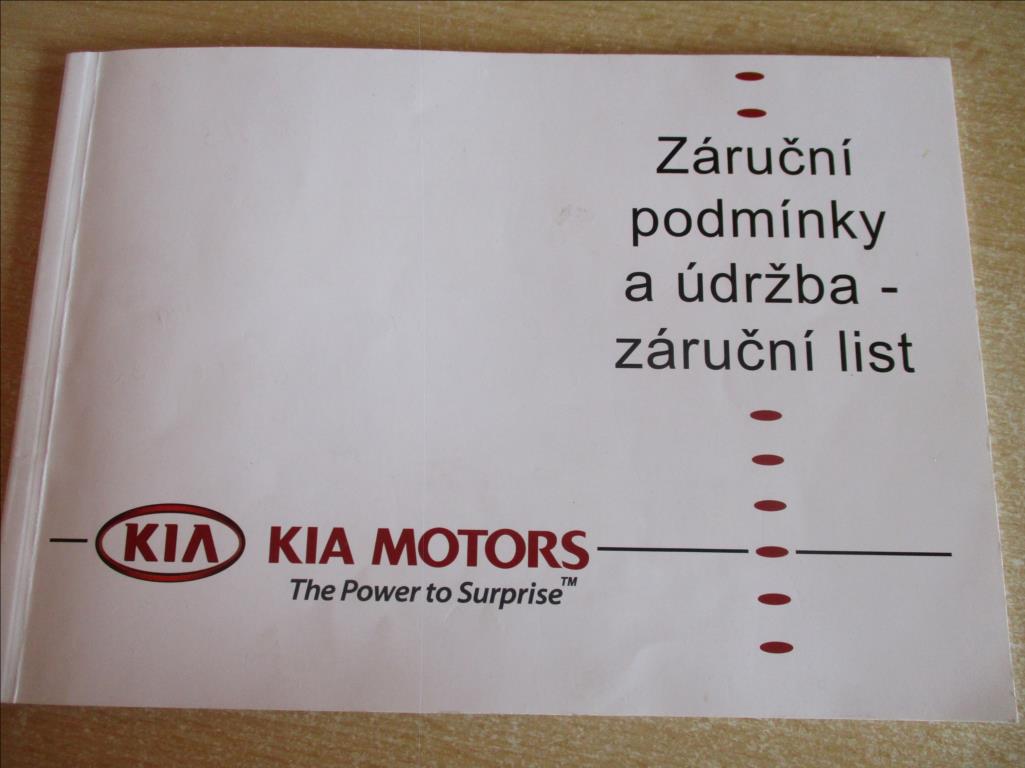 Záruční
podmínky
a údržba -
záruční list
KIA KIA MOTORS
The Power to Surprise™